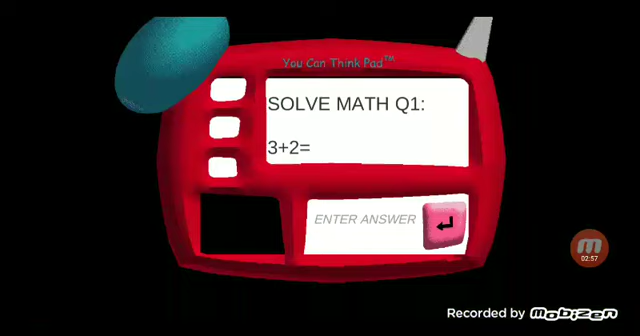 You Can Think Pad™
SOLVE MATH Q1:
3+2=
ENTER ANSWER
02:57
Recorded by Mobizen